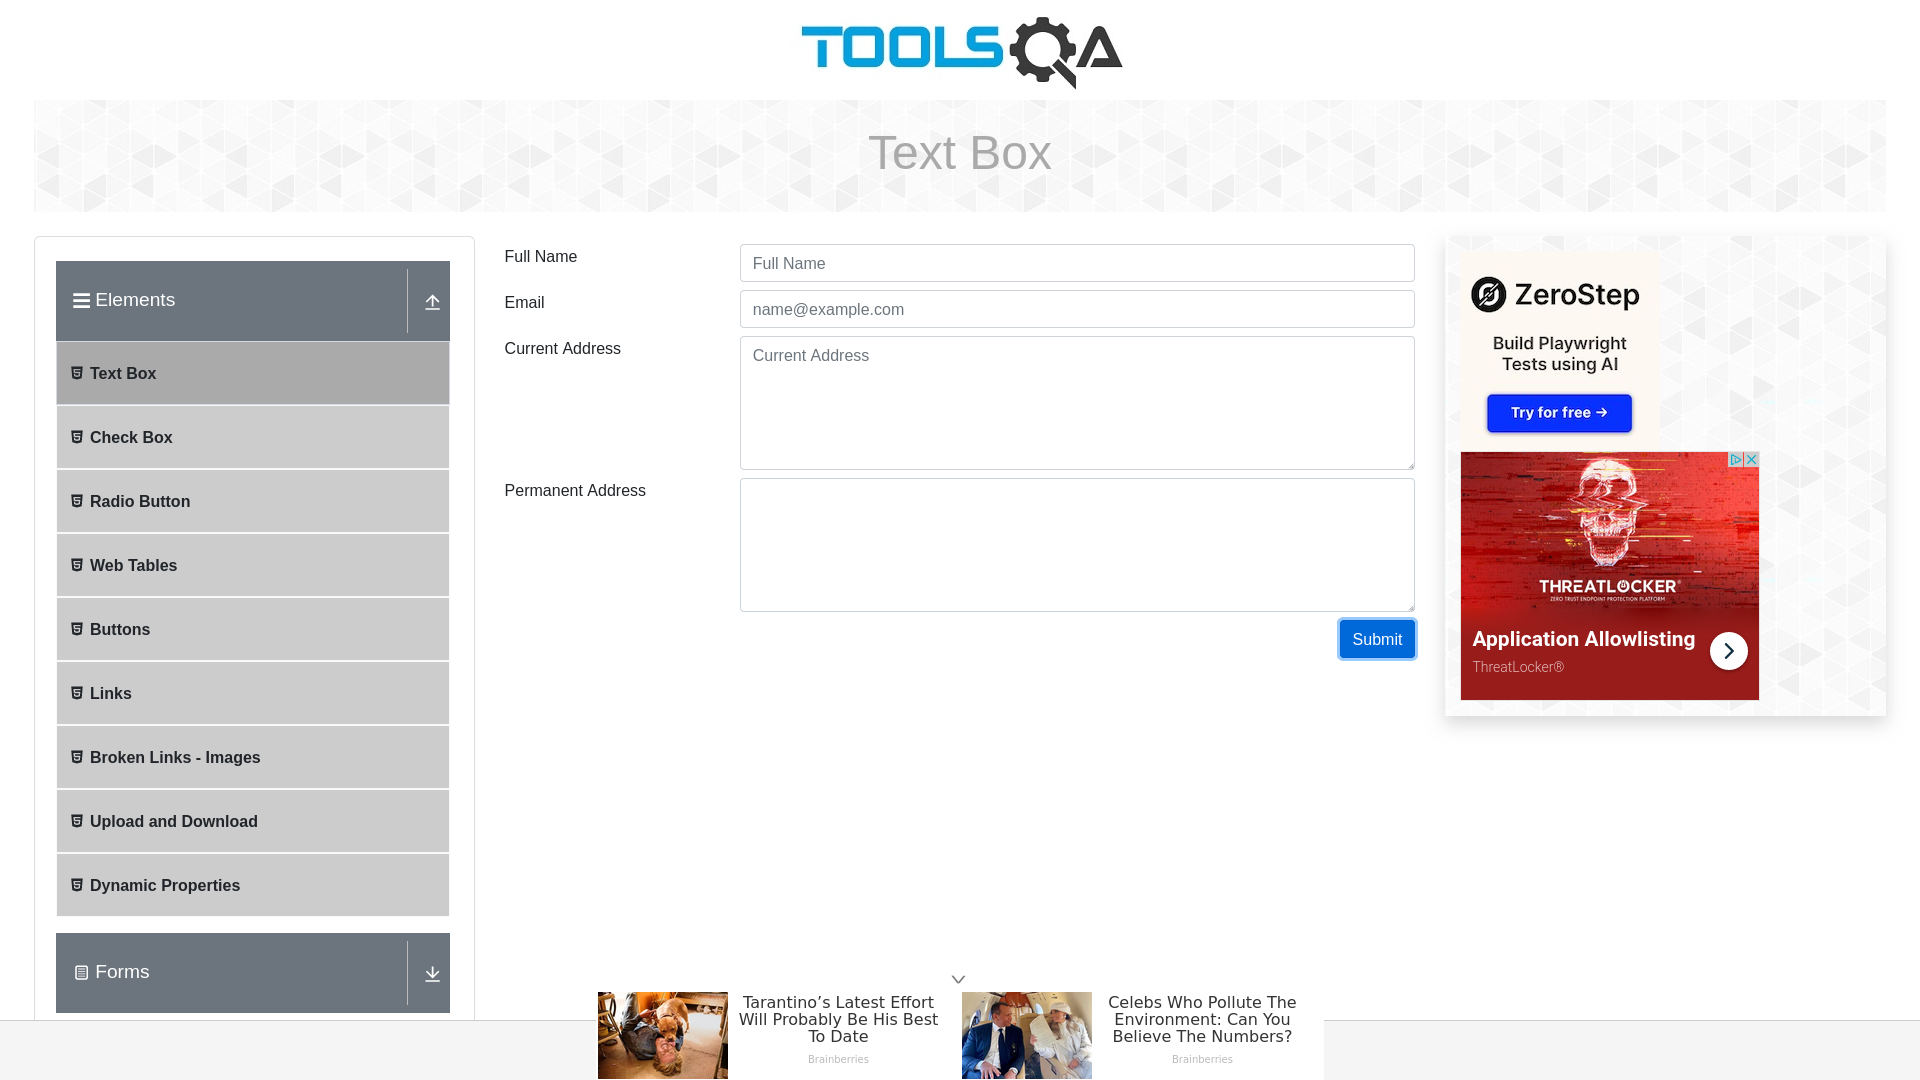 TOOLSQA
Text Box
Elements
Text Box
Check Box
Radio Button
Web Tables
Buttons
Links
Broken Links - Images
Upload and Download
Dynamic Properties
Forms
Full Name
Full Name
Email
name@example.com
Current Address
Current Address
Permanent Address
Submit
ZeroStep
Build Playwright
Tests using AI
Try for free →
THREATLOCKER®
ZERO TRUST ENDPOINT PROTECTION PLATFORM
Application Allowlisting
ThreatLocker®
Tarantino’s Latest Effort
Will Probably Be His Best
To Date
Brainberries
Celebs Who Pollute The
Environment: Can You
Believe The Numbers?
Brainberries